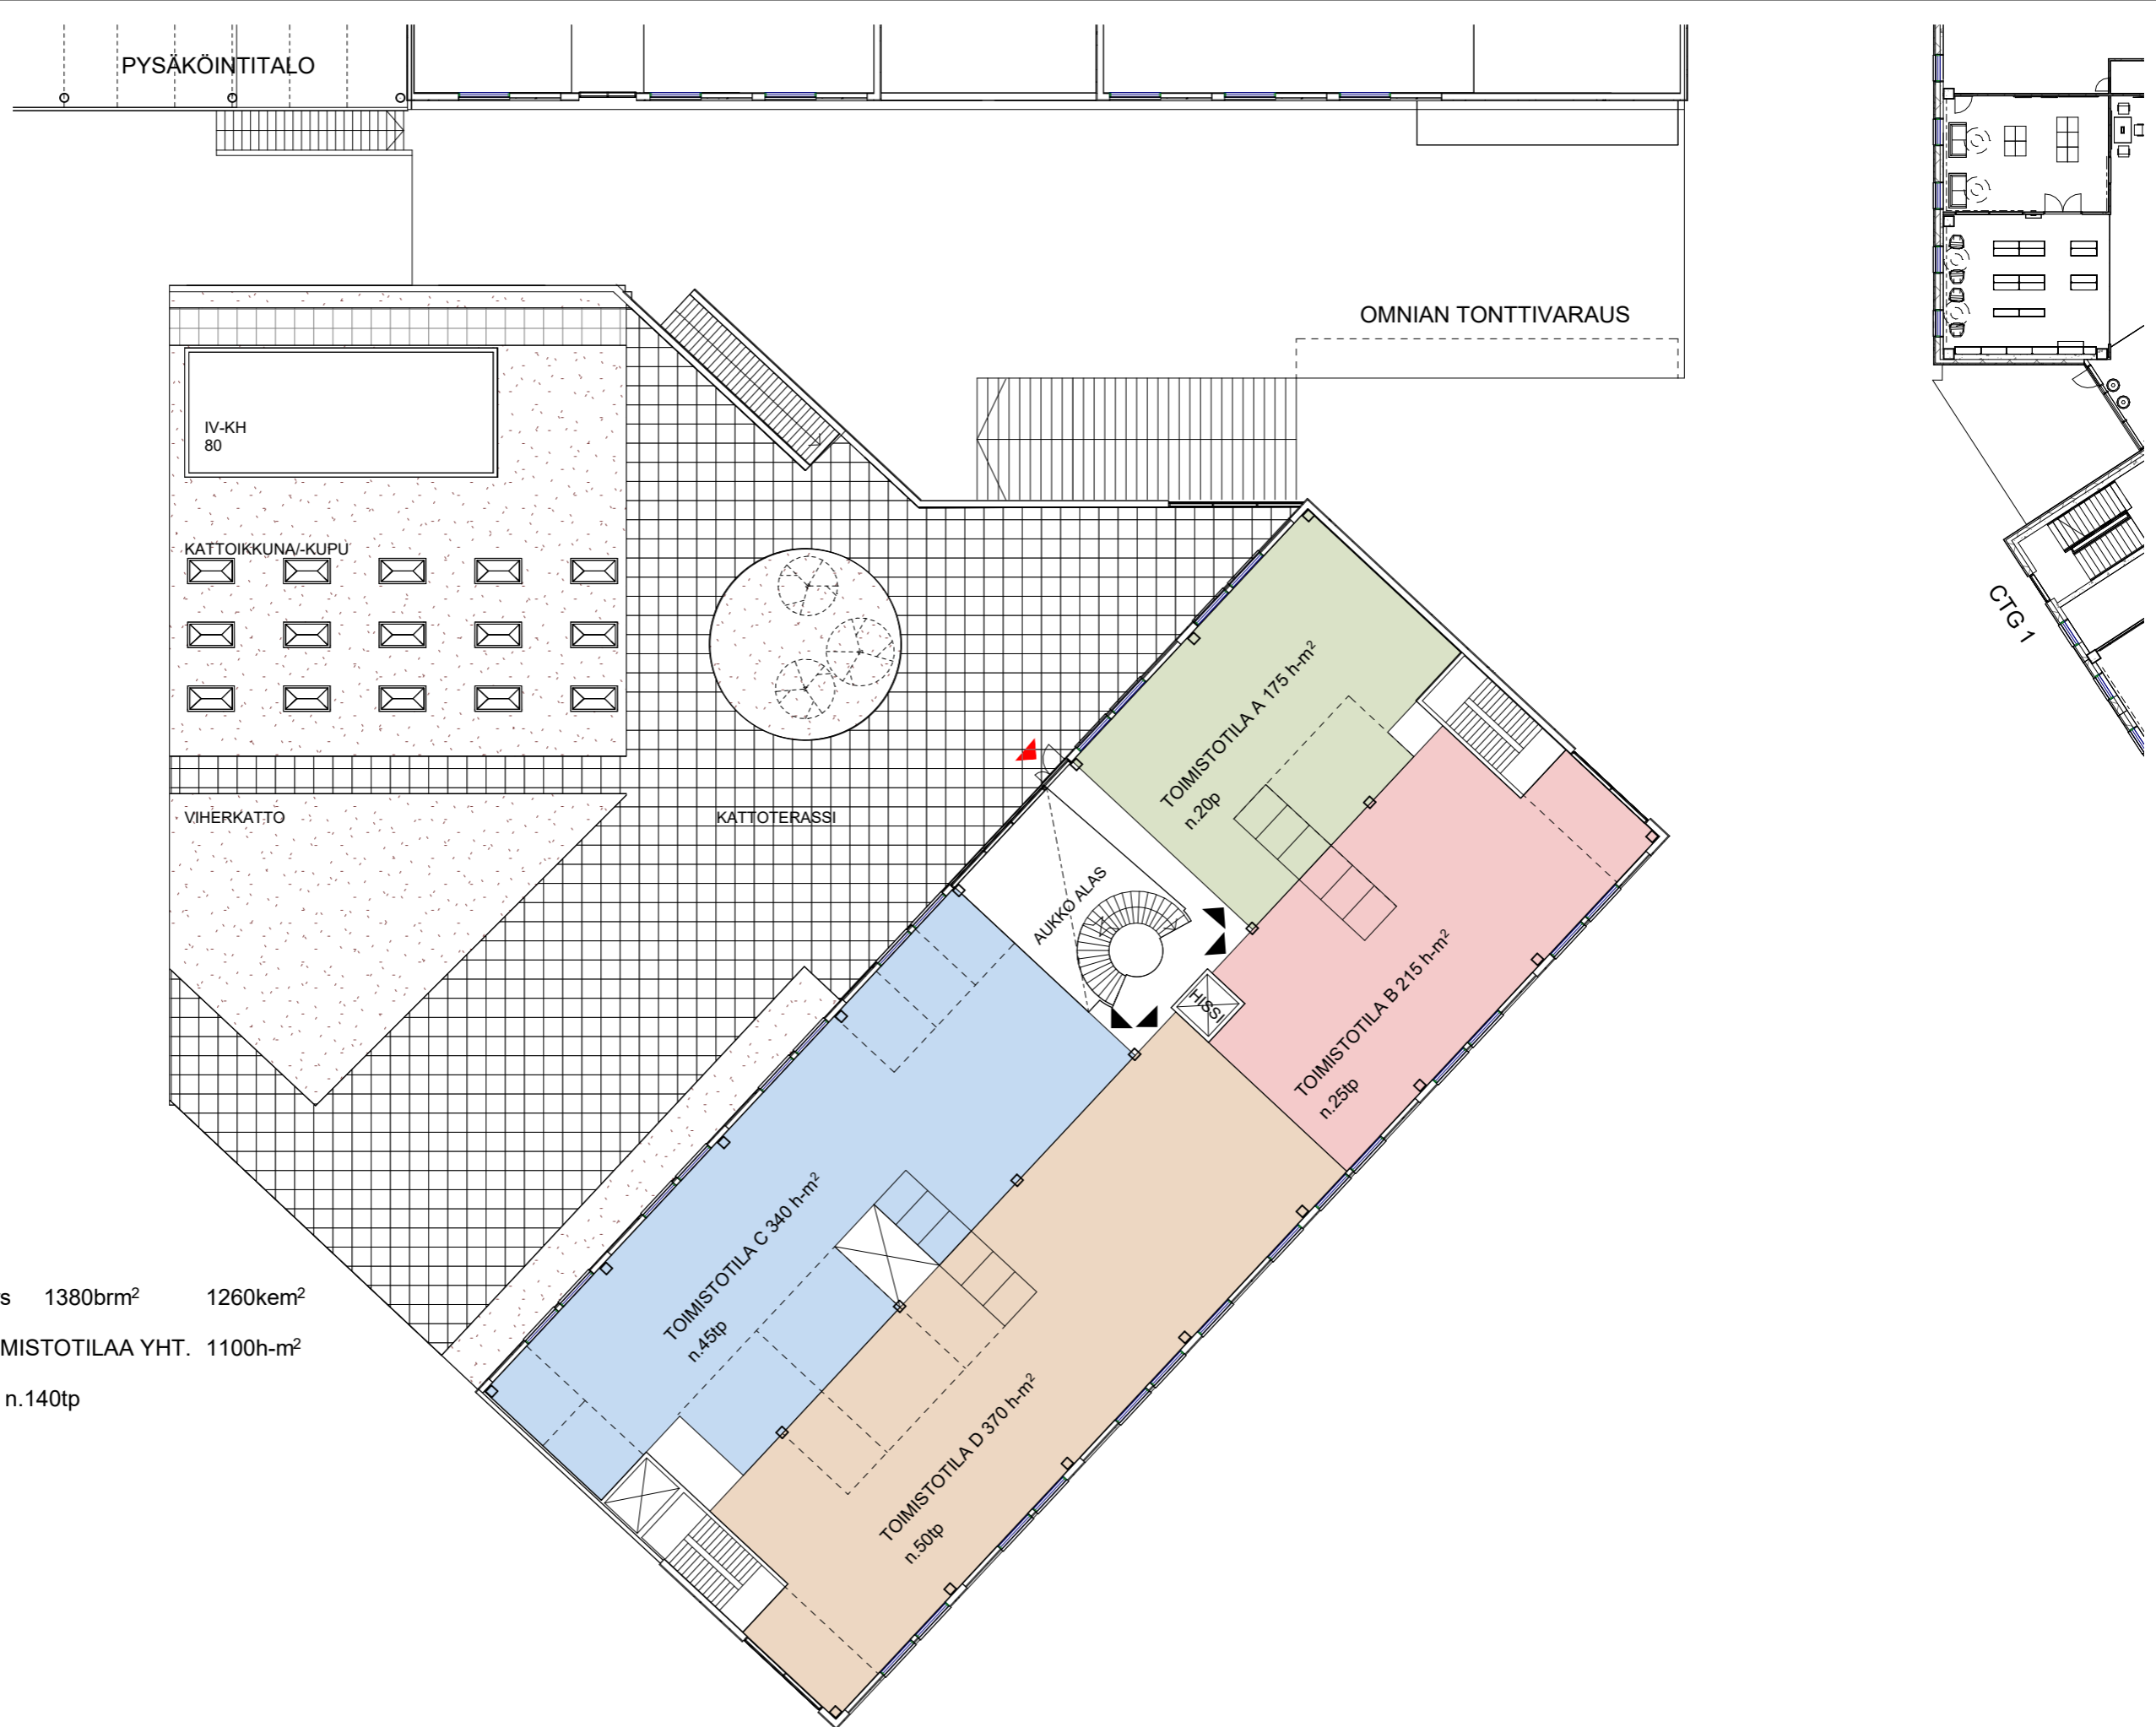 PYSÄKÖINTITALO
OMNIAN TONTTIVARAUS
IV-KH
80
KATTOIKKUNA/-KUPU
CTG 1
TOIMISTOTILA A 175 h-m²
n.20p
VIHERKATTO
KATTOTERASSI
AUKKO ALAS
HISSI
TOIMISTOTILA B 215 h-m²
n.25tp
TOIMISTOTILA C 340 h-m²
n.45tp
TOIMISTOTILA D 370 h-m²
n.50tp
s 1380brm² 1260kem²
MISTOTILAA YHT. 1100h-m²
n.140tp